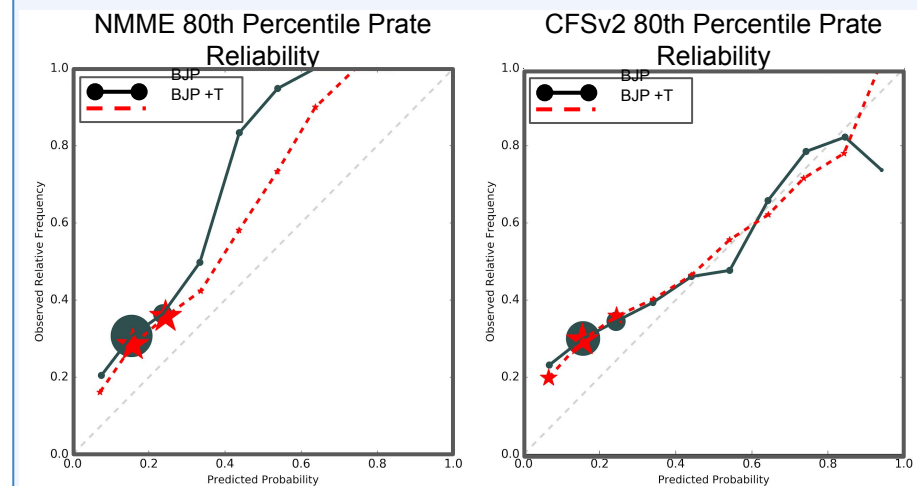 NMME 80th Percentile Prate
Reliability
BJP
BJP +T
1.0
0.8
0.6
0.4
0.2
0.0
Observed Relative Frequency
0.0 0.2 0.4 0.6 0.8 1.0
Predicted Probability
CFSv2 80th Percentile Prate
Reliability
BJP
BJP +T
1.0
0.8
0.6
0.4
0.2
0.0
Observed Relative Frequency
0.0 0.2 0.4 0.6 0.8 1.0
Predicted Probability